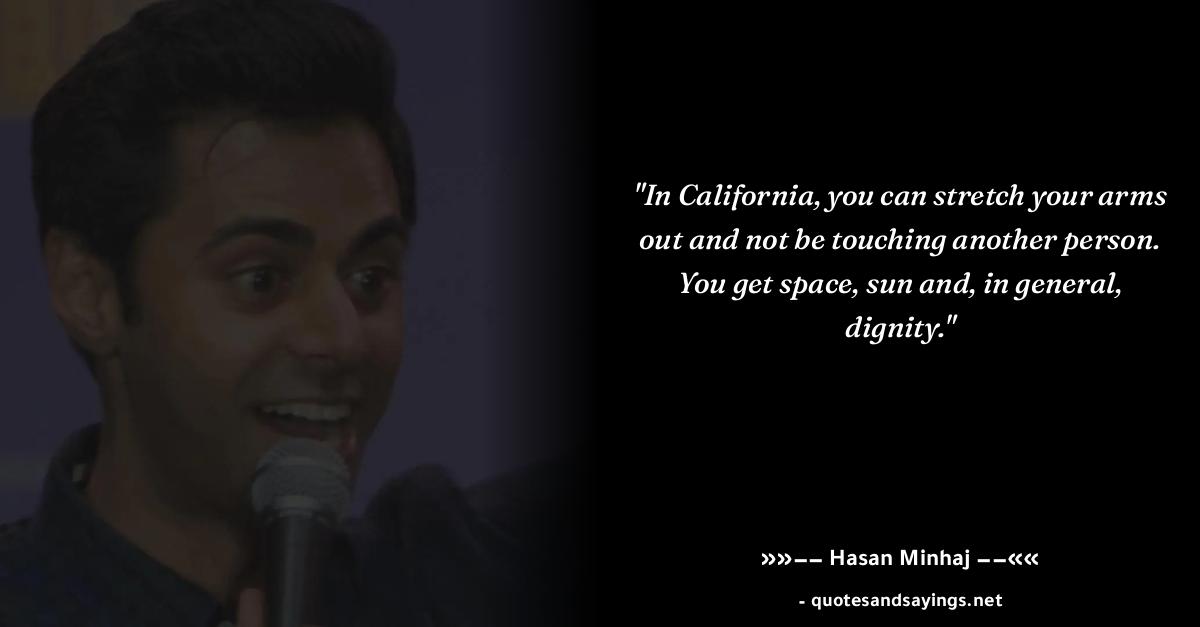 "In California, you can stretch your arms
out and not be touching another person.
You get space, sun and, in general,
dignity."
»»–– Hasan Minhaj ––««
- quotesandsayings.net